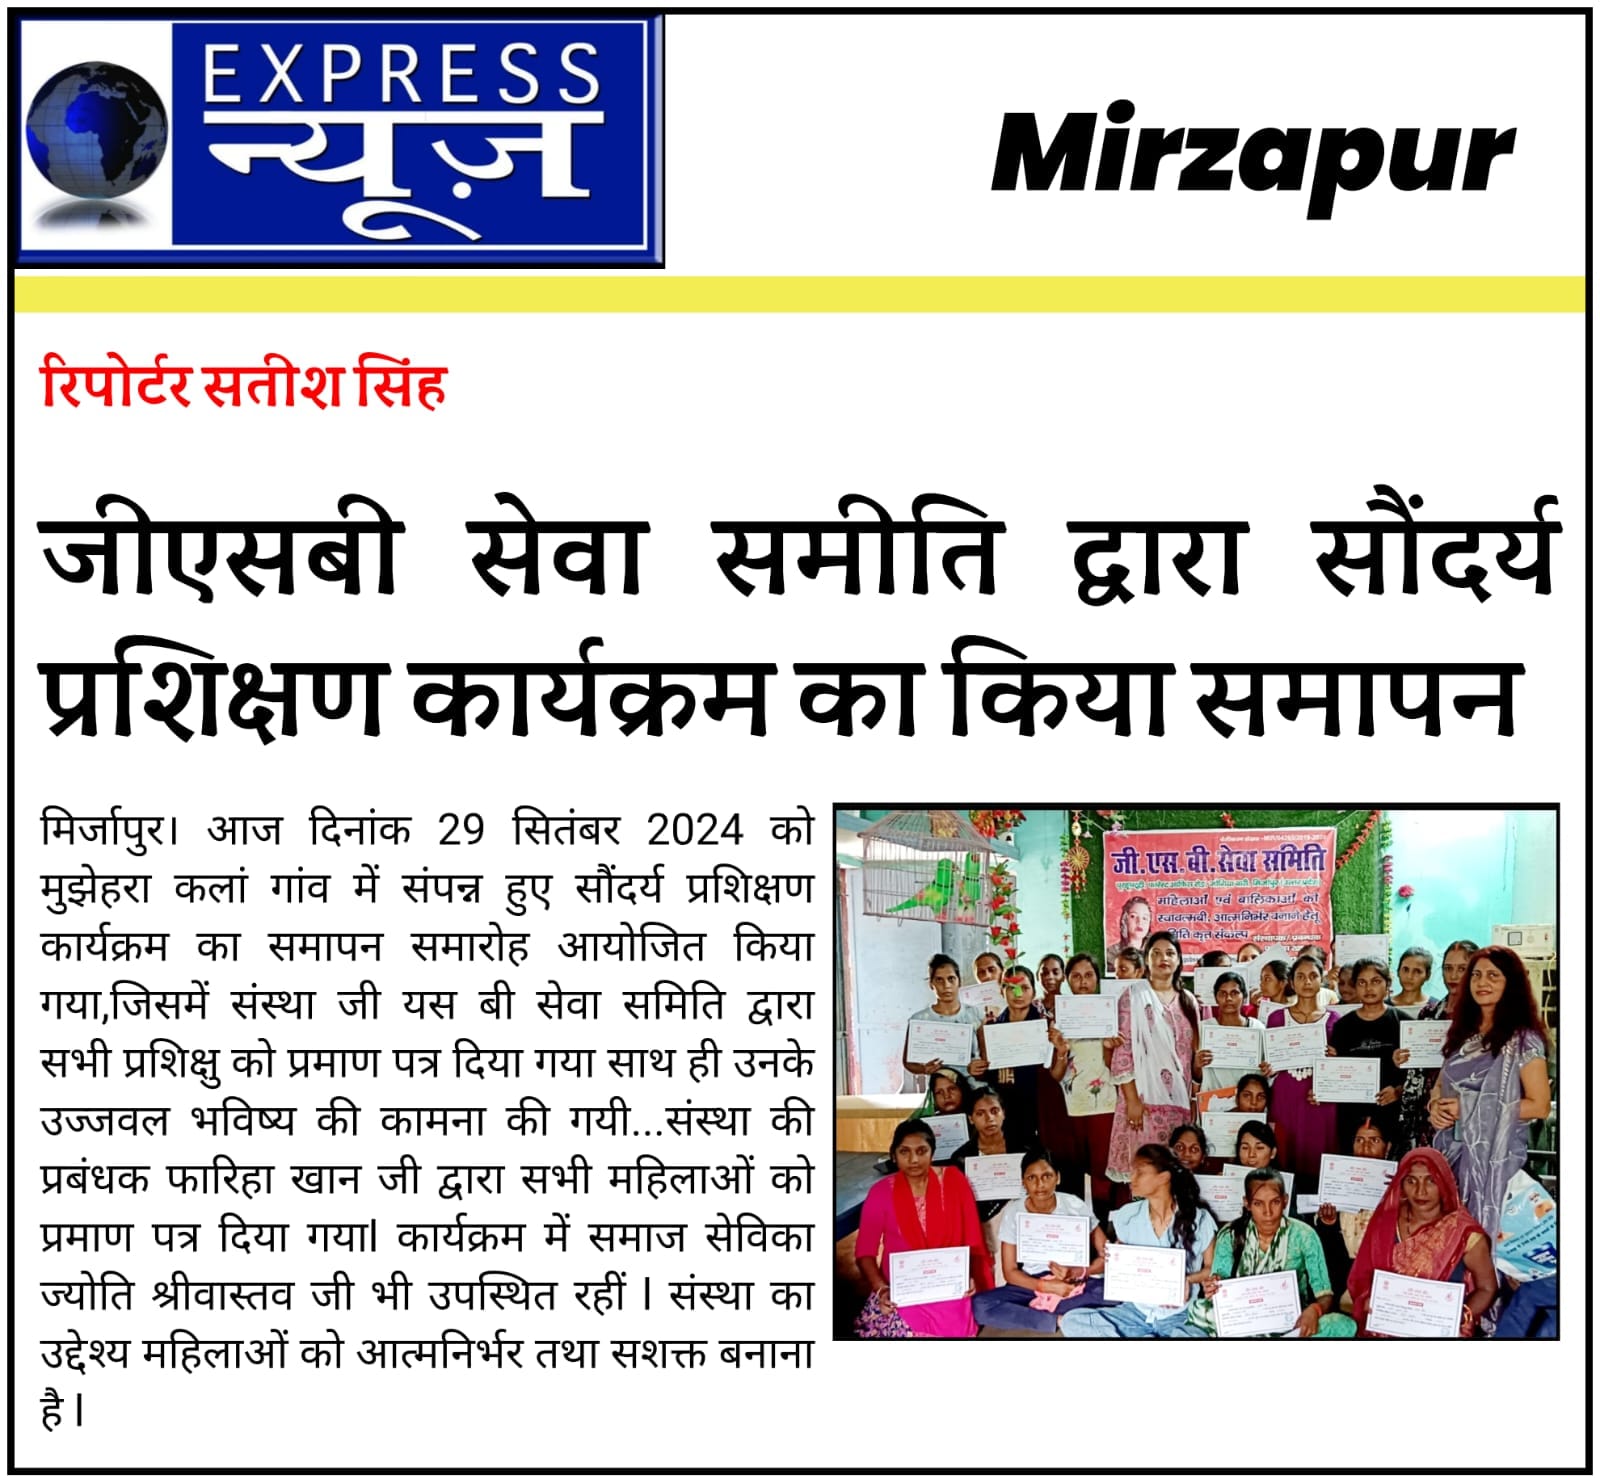 EXPRESS
न्यूज़
Mirzapur
रिपोर्टर सतीश सिंह
जीएसबी सेवा समीति द्वारा सौंदर्य
प्रशिक्षण कार्यक्रम का किया समापन
मिर्जापुर। आज दिनांक 29 सितंबर 2024 को
मुझेहरा कलां गांव में संपन्न हुए सौंदर्य प्रशिक्षण
कार्यक्रम का समापन समारोह आयोजित किया
गया,जिसमें संस्था जी यस बी सेवा समिति द्वारा
सभी प्रशिक्षु को प्रमाण पत्र दिया गया साथ ही उनके
उज्जवल भविष्य की कामना की गयी...संस्था की
प्रबंधक फारिहा खान जी द्वारा सभी महिलाओं को
प्रमाण पत्र दिया गया। कार्यक्रम में समाज सेविका
ज्योति श्रीवास्तव जी भी उपस्थित रहीं। संस्था का
उद्देश्य महिलाओं को आत्मनिर्भर तथा सशक्त बनाना
है।
जी.एस.बी.सेवा समिति
महिलाओं एवं बालिकाओं को
स्वावलम्बी, आत्मनिर्भर बनाने हेतु
कृत संकल्प